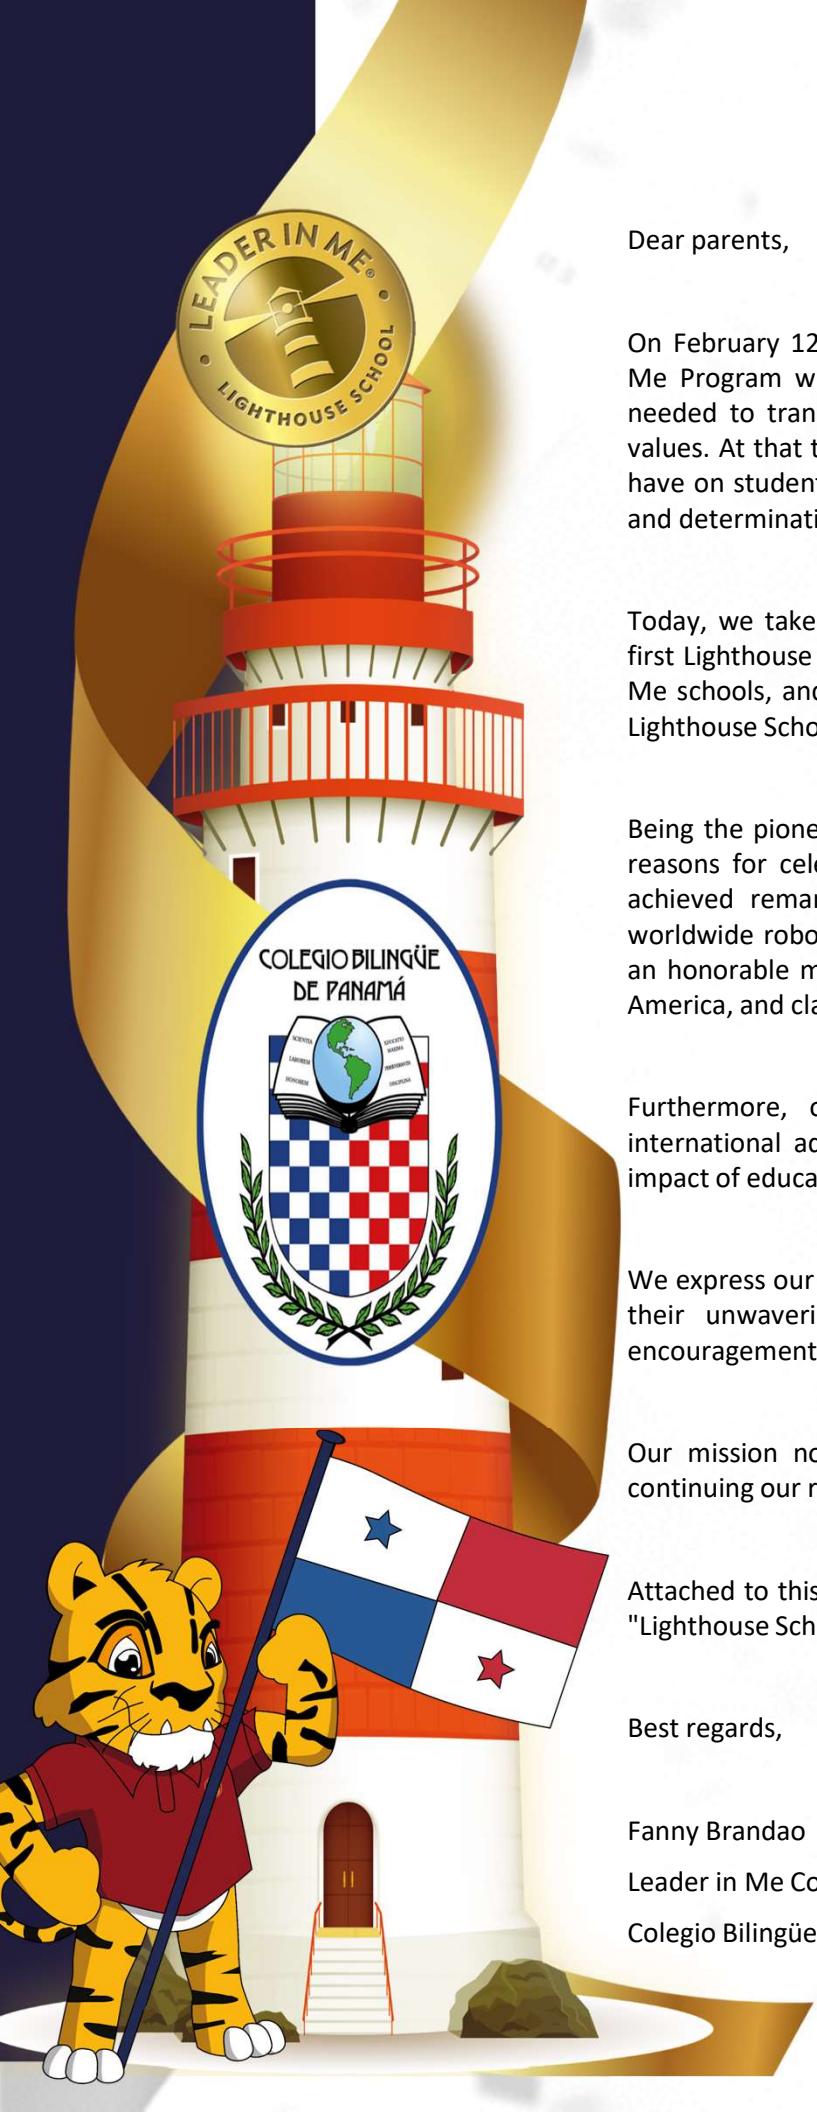 LEADER IN ME®
LIGHTHOUSE SCHOOL
COLEGIO BILINGÜE
DE PANAMÁ
SCIENTIA
LABOREM
HONOREM
EDUCATIO
MAXIMA
PERSEVERANTIA
DISCIPLINA
Dear parents,
On February 12
Me Program w
needed to tran
values. At that t
have on student
and determinati
Today, we take
first Lighthouse
Me schools, and
Lighthouse Scho
Being the pione
reasons for cele
achieved remar
worldwide robo
an honorable m
America, and cla
Furthermore, c
international ac
impact of educa
We express our
their unwaveri
encouragement
Our mission no
continuing our r
Attached to this
"Lighthouse Sch
Best regards,
Fanny Brandao
Leader in Me Co
Colegio Bilingüe